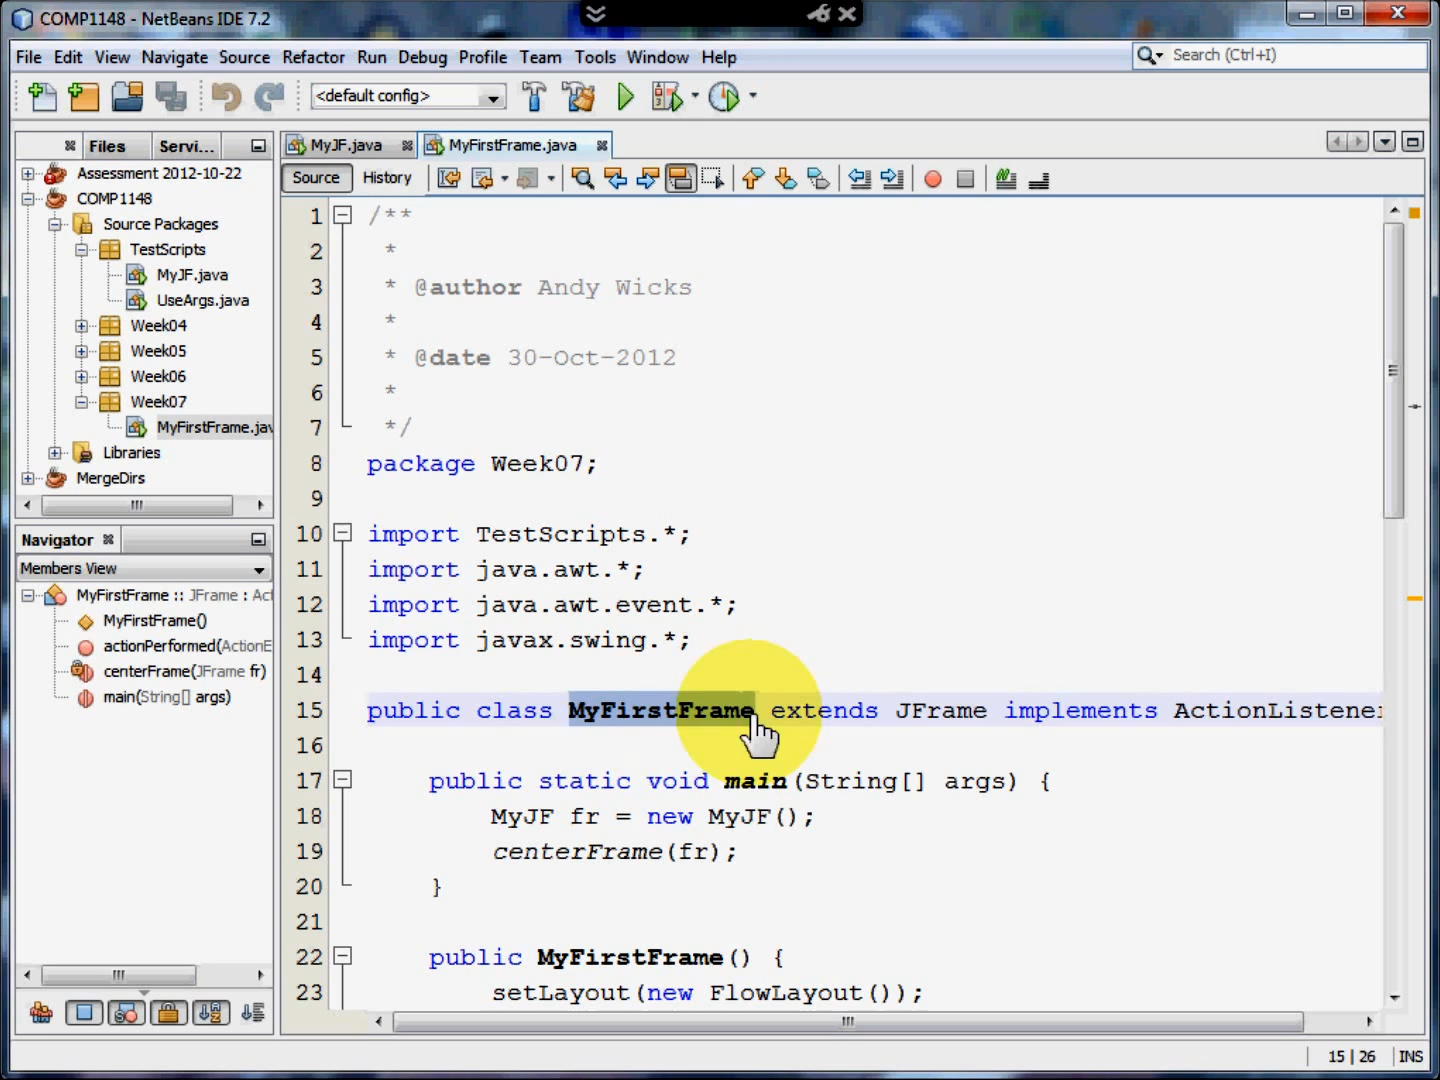 COMP1148 - NetBeans IDE 7.2
File Edit View Navigate Source Refactor Run Debug Profile Team Tools Window Help
Search (Ctrl+I)
<default config>
Files Servi...
MyJF.java MyFirstFrame.java
Source History
Assessment 2012-10-22
COMP1148
Source Packages
TestScripts
MyJF.java
UseArgs.java
Week04
Week05
Week06
Week07
MyFirstFrame.jav
Libraries
MergeDirs
Navigator
Members View
MyFirstFrame :: JFrame : Act
MyFirstFrame()
actionPerformed(ActionE
centerFrame(JFrame fr)
main(String[] args)
1 /**
2 *
3 * @author Andy Wicks
4 *
5 * @date 30-Oct-2012
6 *
7 */
8 package Week07;
9
10 import TestScripts.*;
11 import java.awt.*;
12 import java.awt.event.*;
13 import javax.swing.*;
14
15 public class MyFirstFrame extends JFrame implements ActionListener
16
17 public static void main(String[] args) {
18 MyJF fr = new MyJF();
19 centerFrame(fr);
20 }
21
22 public MyFirstFrame() {
23 setLayout(new FlowLayout());
15 | 26 INS